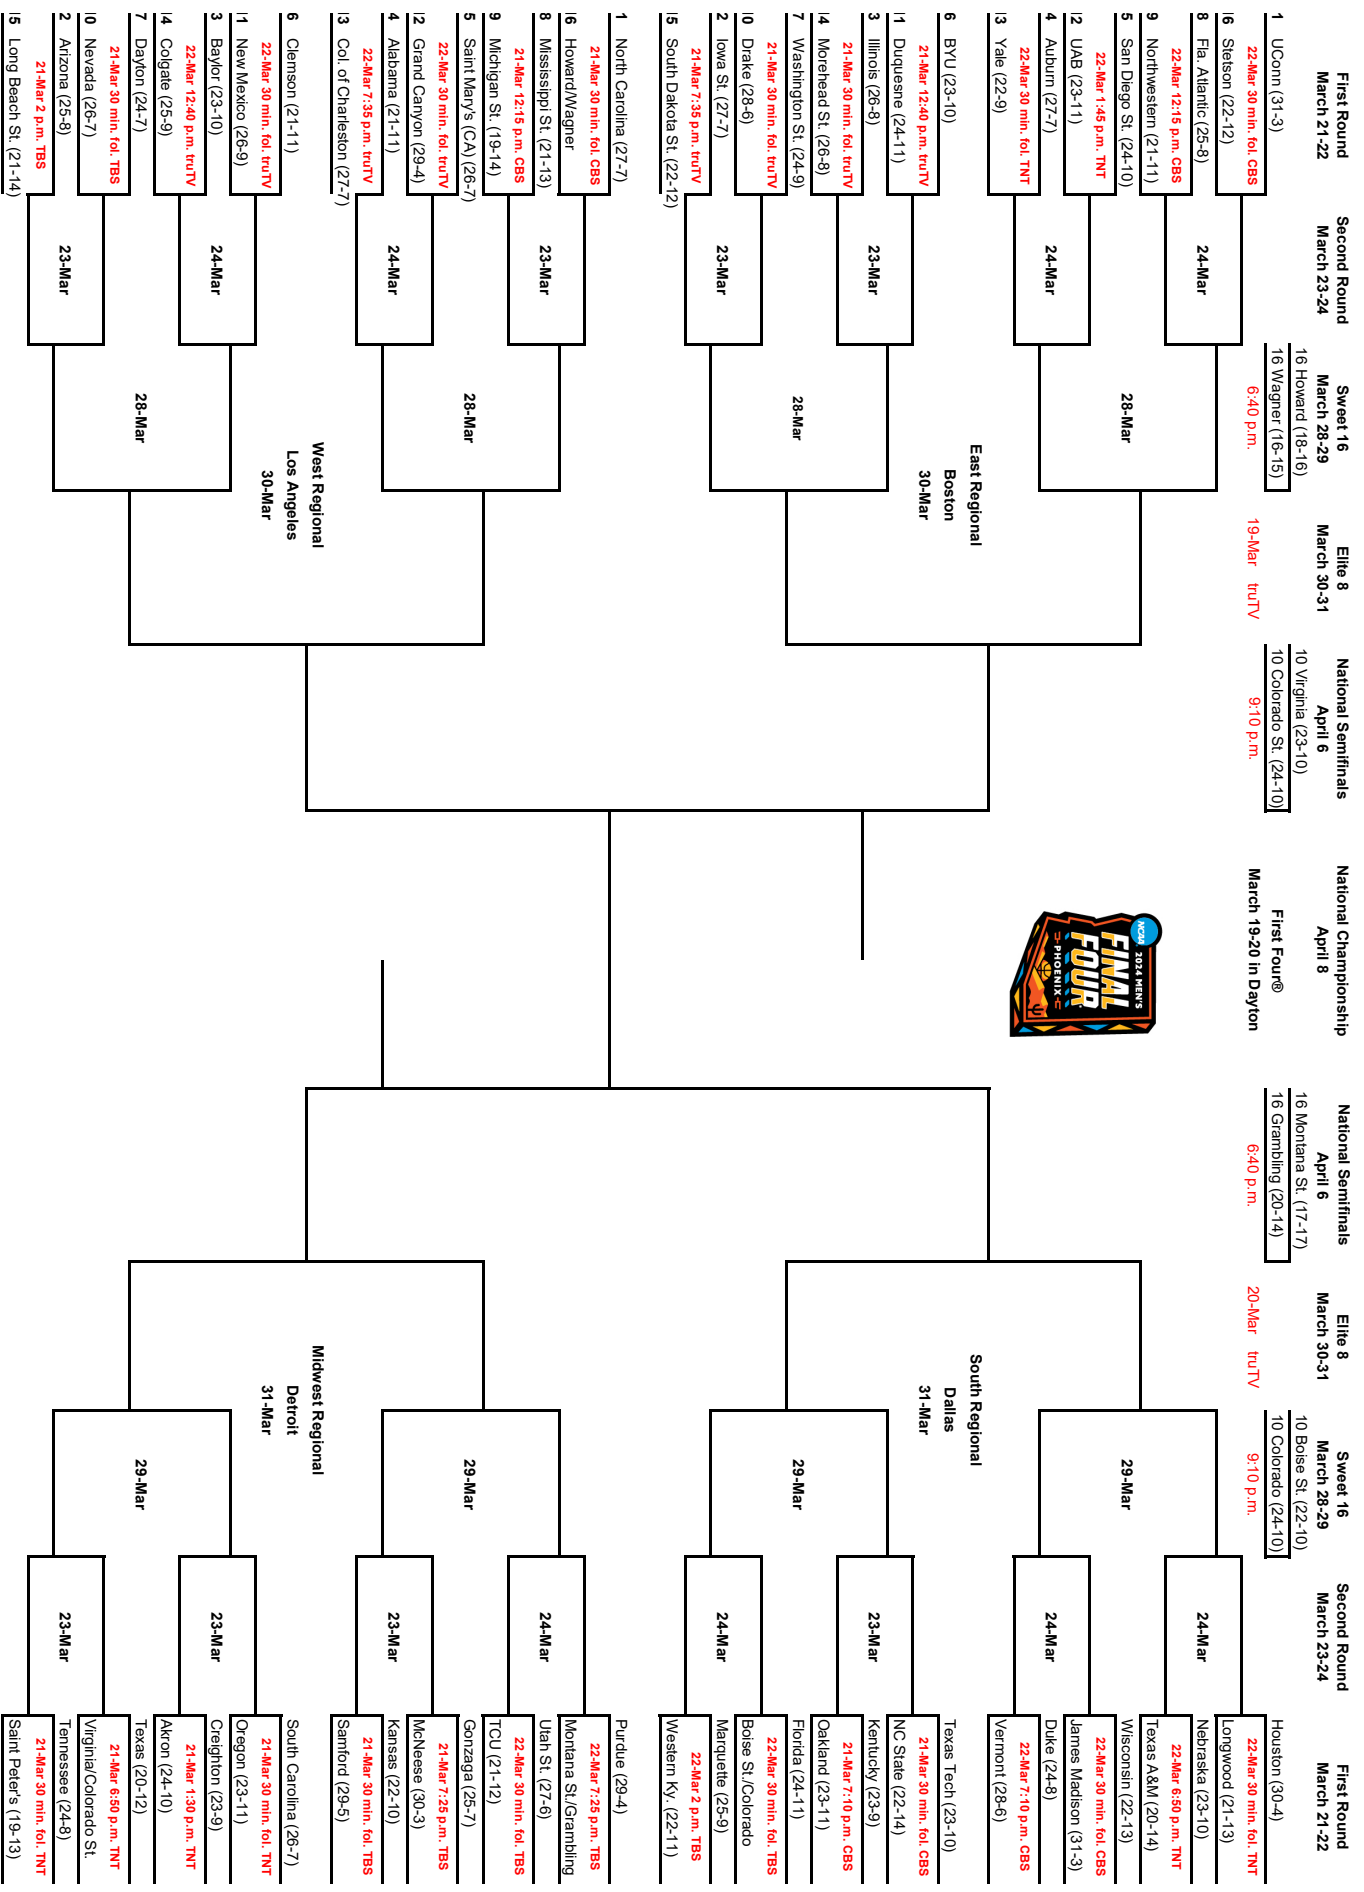 First Round
March 21-22
Second Round
March 23-24
Sweet 16
March 28-29
Elite 8
March 30-31
National Semifinals
April 6
National Championship
April 8
National Semifinals
April 6
Elite 8
March 30-31
Sweet 16
March 28-29
Second Round
March 23-24
First Round
March 21-22
16 Howard (18-16)
16 Wagner (16-15)
6:40 p.m.
19-Mar truTV
10 Virginia (23-10)
10 Colorado St. (24-10)
9:10 p.m.
First Four®
March 19-20 in Dayton
16 Montana St. (17-17)
16 Grambling (20-14)
6:40 p.m.
20-Mar truTV
10 Boise St. (22-10)
10 Colorado (24-10)
9:10 p.m.
NCAA
2024 MEN'S
FINAL
FOUR
PHOENIX
1 UConn (31-3)
22-Mar 30 min. fol. CBS
16 Stetson (22-12)
24-Mar
8 Fla. Atlantic (25-8)
22-Mar 12:15 p.m. CBS
9 Northwestern (21-11)
28-Mar
5 San Diego St. (24-10)
22-Mar 1:45 p.m. TNT
12 UAB (23-11)
24-Mar
4 Auburn (27-7)
22-Mar 30 min. fol. TNT
13 Yale (22-9)
East Regional
Boston
30-Mar
6 BYU (23-10)
21-Mar 12:40 p.m. truTV
11 Duquesne (24-11)
23-Mar
3 Illinois (26-8)
21-Mar 30 min. fol. truTV
14 Morehead St. (26-8)
28-Mar
7 Washington St. (24-9)
21-Mar 30 min. fol. truTV
10 Drake (28-6)
23-Mar
2 Iowa St. (27-7)
21-Mar 7:35 p.m. truTV
15 South Dakota St. (22-12)
1 North Carolina (27-7)
21-Mar 30 min. fol. CBS
16 Howard/Wagner
23-Mar
8 Mississippi St. (21-13)
21-Mar 12:15 p.m. CBS
9 Michigan St. (19-14)
28-Mar
5 Saint Mary's (CA) (26-7)
22-Mar 30 min. fol. truTV
12 Grand Canyon (29-4)
24-Mar
4 Alabama (21-11)
22-Mar 7:35 p.m. truTV
13 Col. of Charleston (27-7)
West Regional
Los Angeles
30-Mar
6 Clemson (21-11)
22-Mar 30 min. fol. truTV
11 New Mexico (26-9)
24-Mar
3 Baylor (23-10)
22-Mar 12:40 p.m. truTV
14 Colgate (25-9)
28-Mar
7 Dayton (24-7)
21-Mar 30 min. fol. TBS
10 Nevada (26-7)
23-Mar
2 Arizona (25-8)
21-Mar 2 p.m. TBS
15 Long Beach St. (21-14)
Houston (30-4)
22-Mar 30 min. fol. TNT
Longwood (21-13)
24-Mar
Nebraska (23-10)
22-Mar 6:50 p.m. TNT
Texas A&M (20-14)
29-Mar
Wisconsin (22-13)
22-Mar 30 min. fol. CBS
James Madison (31-3)
24-Mar
Duke (24-8)
22-Mar 7:10 p.m. CBS
Vermont (28-6)
South Regional
Dallas
31-Mar
Texas Tech (23-10)
21-Mar 30 min. fol. CBS
NC State (22-14)
23-Mar
Kentucky (23-9)
21-Mar 7:10 p.m. CBS
Oakland (23-11)
29-Mar
Florida (24-11)
22-Mar 30 min. fol. TBS
Boise St./Colorado
24-Mar
Marquette (25-9)
22-Mar 2 p.m. TBS
Western Ky. (22-11)
Purdue (29-4)
22-Mar 7:25 p.m. TBS
Montana St./Grambling
24-Mar
Utah St. (27-6)
22-Mar 30 min. fol. TBS
TCU (21-12)
29-Mar
Gonzaga (25-7)
21-Mar 7:25 p.m. TBS
McNeese (30-3)
23-Mar
Kansas (22-10)
21-Mar 30 min. fol. TBS
Samford (29-5)
Midwest Regional
Detroit
31-Mar
South Carolina (26-7)
21-Mar 30 min. fol. TNT
Oregon (23-11)
23-Mar
Creighton (23-9)
21-Mar 1:30 p.m. TNT
Akron (24-10)
29-Mar
Texas (20-12)
21-Mar 6:50 p.m. TNT
Virginia/Colorado St.
23-Mar
Tennessee (24-8)
21-Mar 30 min. fol. TNT
Saint Peter's (19-13)